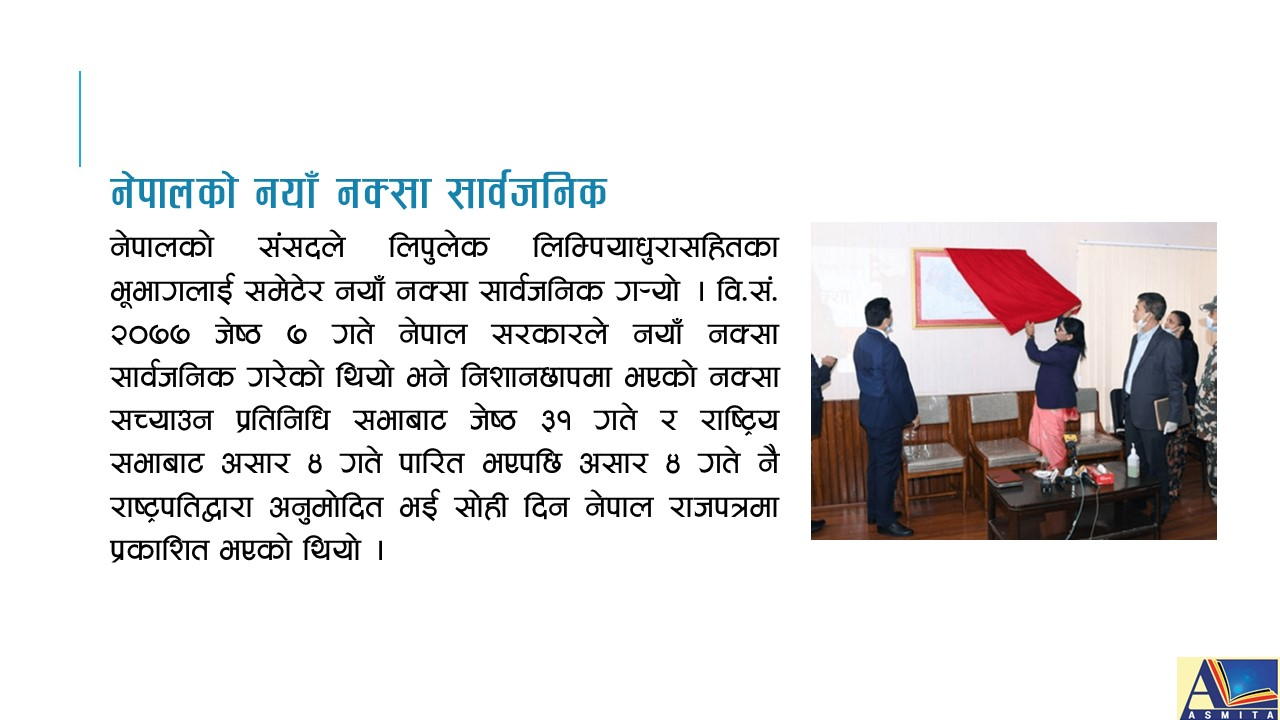 नेपालको नयाँ नक्सा सार्वजनिक
नेपालको संसदले लिपुलेक लिम्पियाधुरासहितका
भूभागलाई समेटेर नयाँ नक्सा सार्वजनिक गर्‍यो । वि.सं.
२०७७ जेष्ठ ७ गते नेपाल सरकारले नयाँ नक्सा
सार्वजनिक गरेको थियो भने निशानछापमा भएको नक्सा
सच्याउन प्रतिनिधि सभाबाट जेष्ठ ३१ गते र राष्ट्रिय
सभाबाट असार ४ गते पारित भएपछि असार ४ गते नै
राष्ट्रपतिद्वारा अनुमोदित भई सोही दिन नेपाल राजपत्रमा
प्रकाशित भएको थियो ।
ASMITA